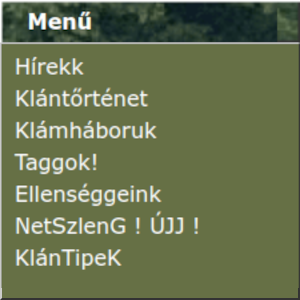 Menű
Hírekk
Klántőrténet
Klámháboruk
Taggok!
Ellenséggeink
NetSzlenG ! ÚJJ !
KlánTipeK